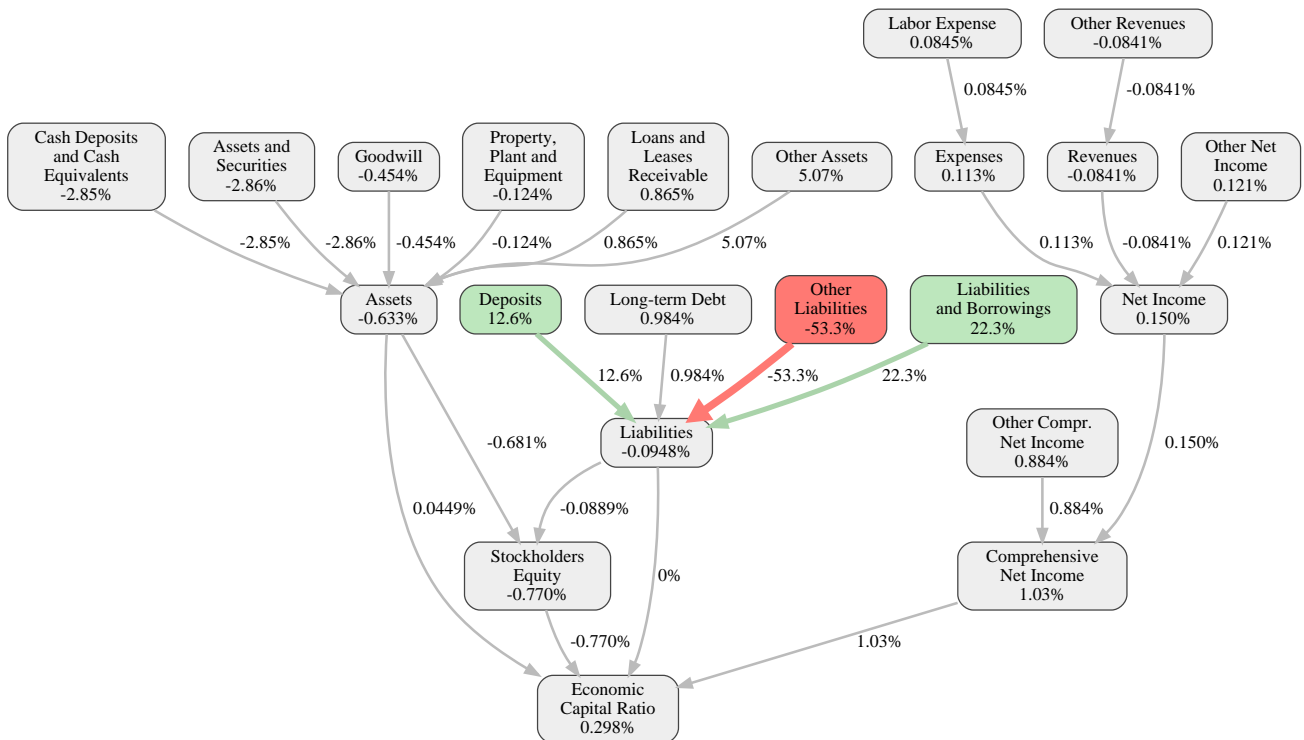 Labor Expense
0.0845%
Other Revenues
-0.0841%
0.0845%
-0.0841%
Cash Deposits
and Cash
Equivalents
-2.85%
Assets and
Securities
-2.86%
Goodwill
-0.454%
Property,
Plant and
Equipment
-0.124%
Loans and
Leases
Receivable
0.865%
Other Assets
5.07%
Expenses
0.113%
Revenues
-0.0841%
Other Net
Income
0.121%
-2.85%
-2.86%
-0.454%
-0.124%
0.865%
5.07%
0.113%
-0.0841%
0.121%
Assets
-0.633%
Deposits
12.6%
Long-term Debt
0.984%
Other
Liabilities
-53.3%
Liabilities
and Borrowings
22.3%
Net Income
0.150%
12.6%
0.984%
-53.3%
22.3%
-0.681%
Liabilities
-0.0948%
Other Compr.
Net Income
0.884%
0.150%
0.0449%
-0.0889%
0.884%
Stockholders
Equity
-0.770%
0%
Comprehensive
Net Income
1.03%
-0.770%
1.03%
Economic
Capital Ratio
0.298%